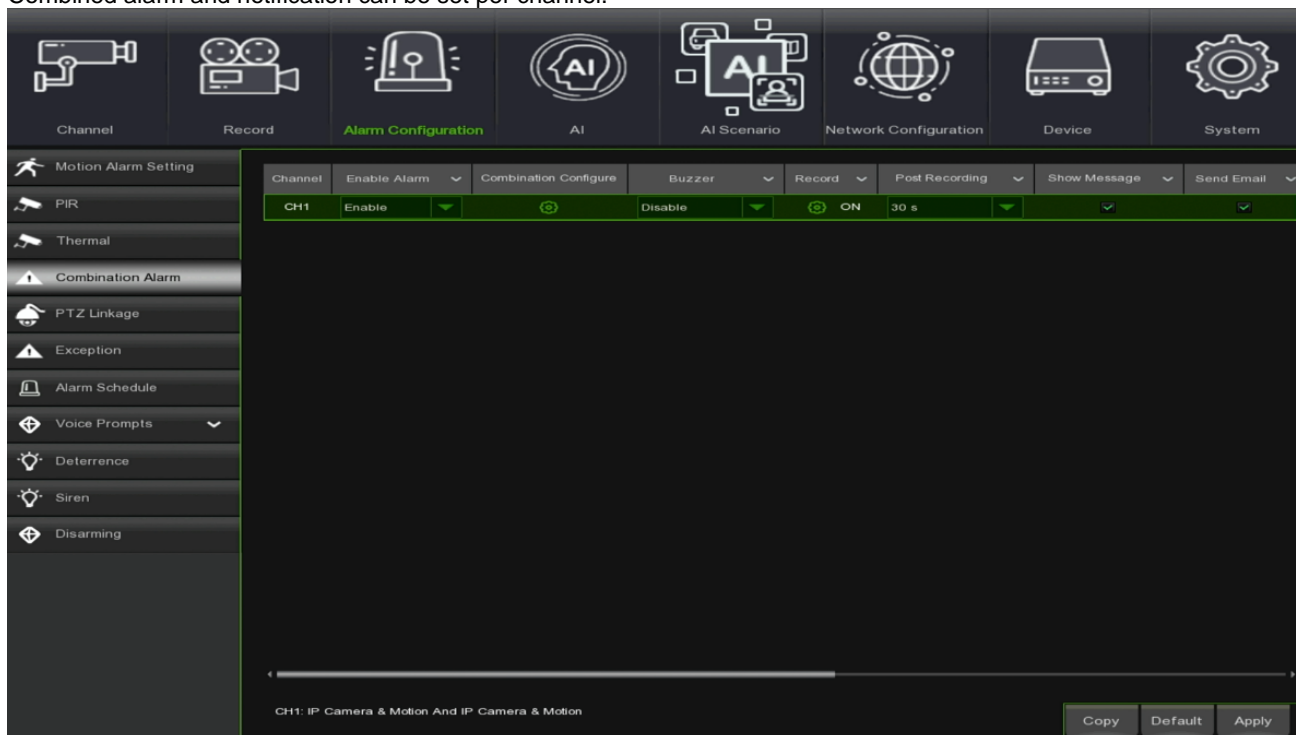 Combined alarm and notification can be set per channel.
AI
AI
Channel Record Alarm Configuration AI AI Scenario Network Configuration Device System
Motion Alarm Setting
PIR
Thermal
Combination Alarm
PTZ Linkage
Exception
Alarm Schedule
Voice Prompts
Deterrence
Siren
Disarming
Channel Enable Alarm Combination Configure Buzzer Record Post Recording Show Message Send Email
CH1 Enable Disable ON 30 s
CH1: IP Camera & Motion And IP Camera & Motion
Copy Default Apply